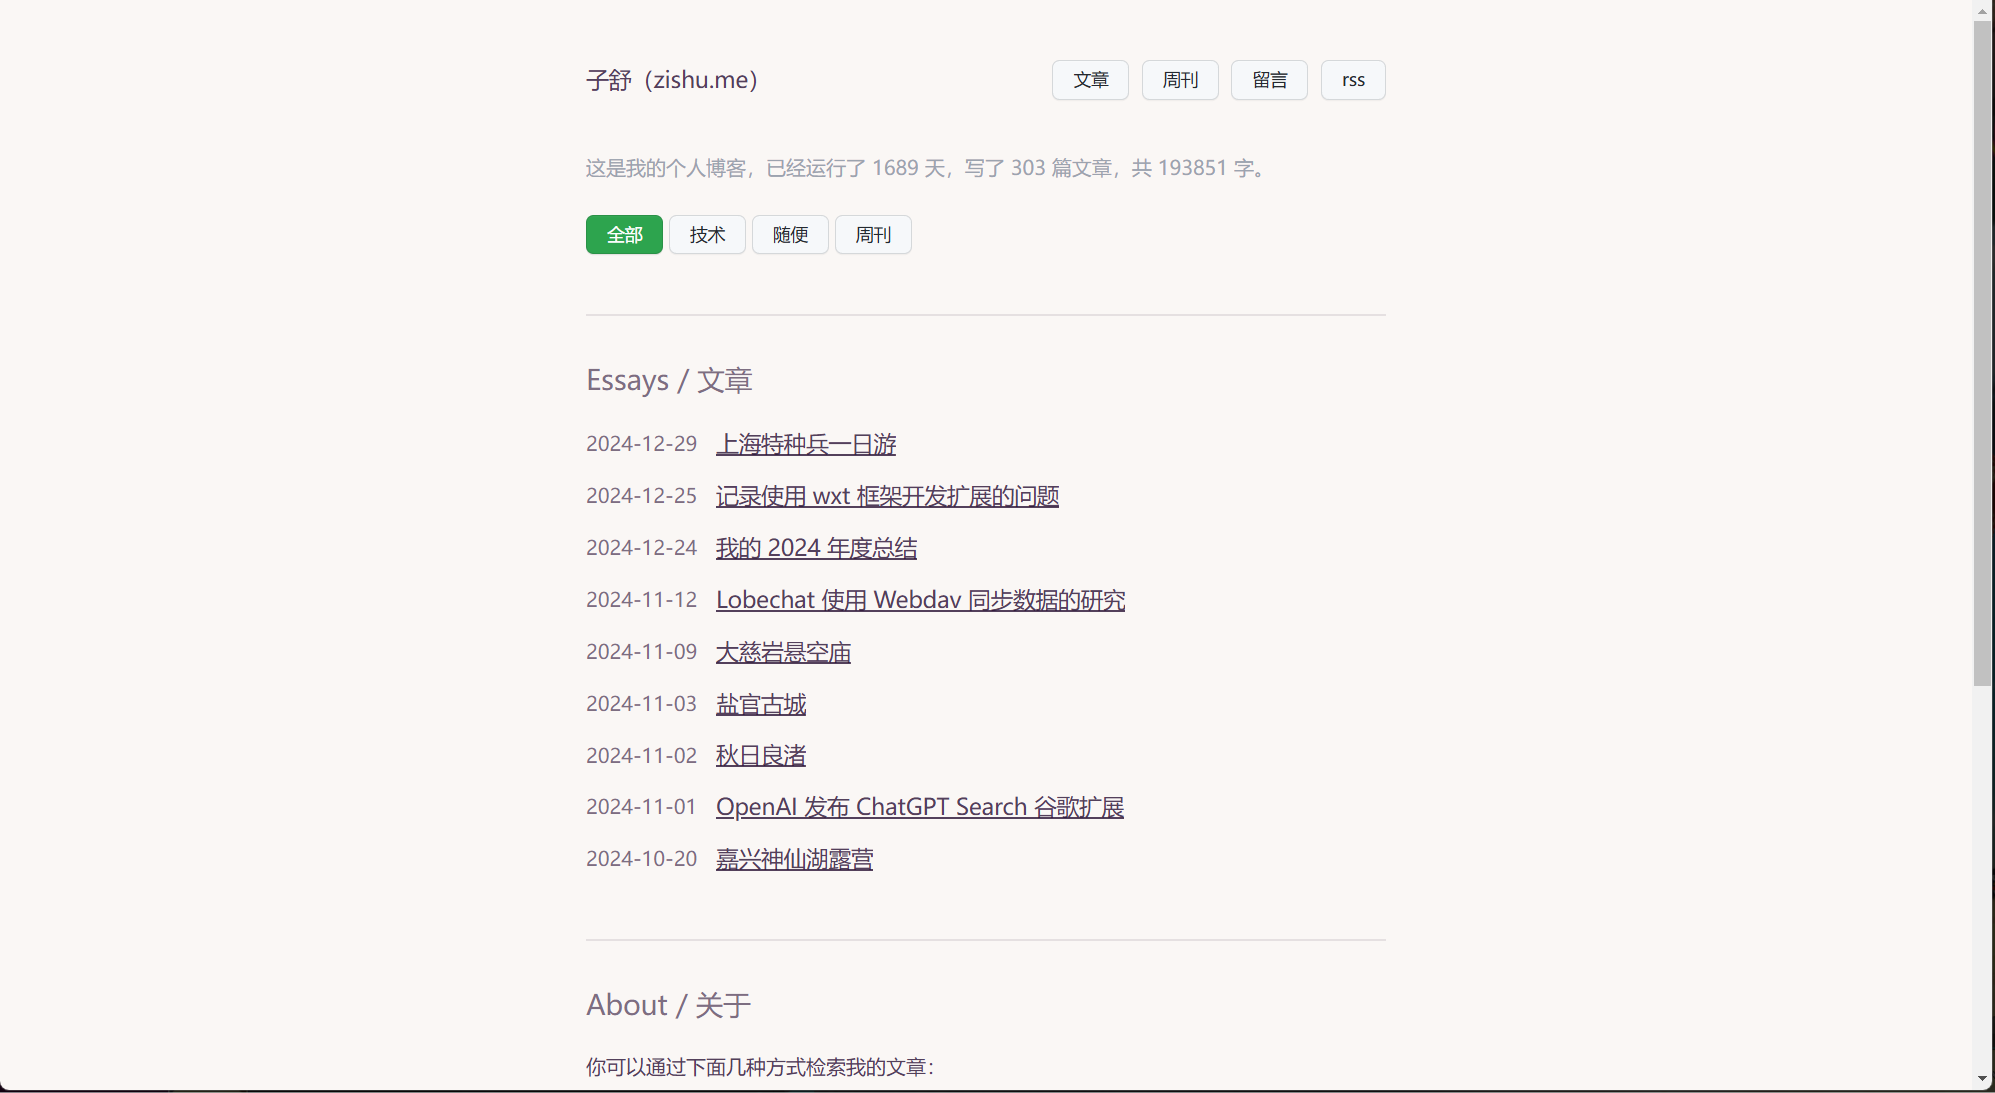 子舒（zishu.me） 文章 周刊 留言 rss
这是我的个人博客，已经运行了 1689 天，写了 303 篇文章，共 193851 字。
全部 技术 随便 周刊
Essays / 文章
2024-12-29 上海特种兵一日游
2024-12-25 记录使用 wxt 框架开发扩展的问题
2024-12-24 我的 2024 年度总结
2024-11-12 Lobechat 使用 Webdav 同步数据的研究
2024-11-09 大慈岩悬空庙
2024-11-03 盐官古城
2024-11-02 秋日良渚
2024-11-01 OpenAI 发布 ChatGPT Search 谷歌扩展
2024-10-20 嘉兴神仙湖露营
About / 关于
你可以通过下面几种方式检索我的文章：